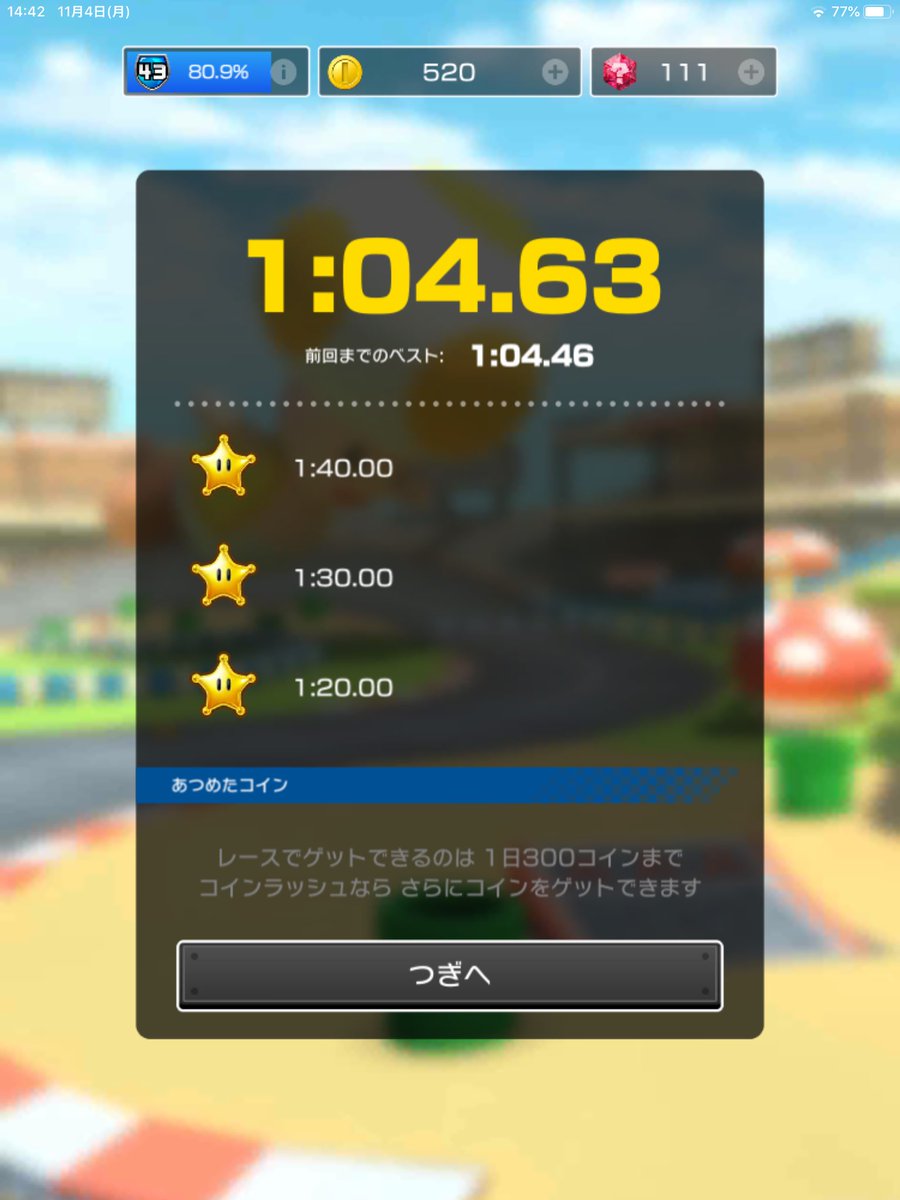 14:42 11月4日(月) 77%
43 80.9% i 520 + ? 111 +
1:04.63
前回までのベスト: 1:04.46
1:40.00
1:30.00
1:20.00
あつめたコイン
レースでゲットできるのは 1日300コインまで
コインラッシュなら さらにコインをゲットできます
つぎへ